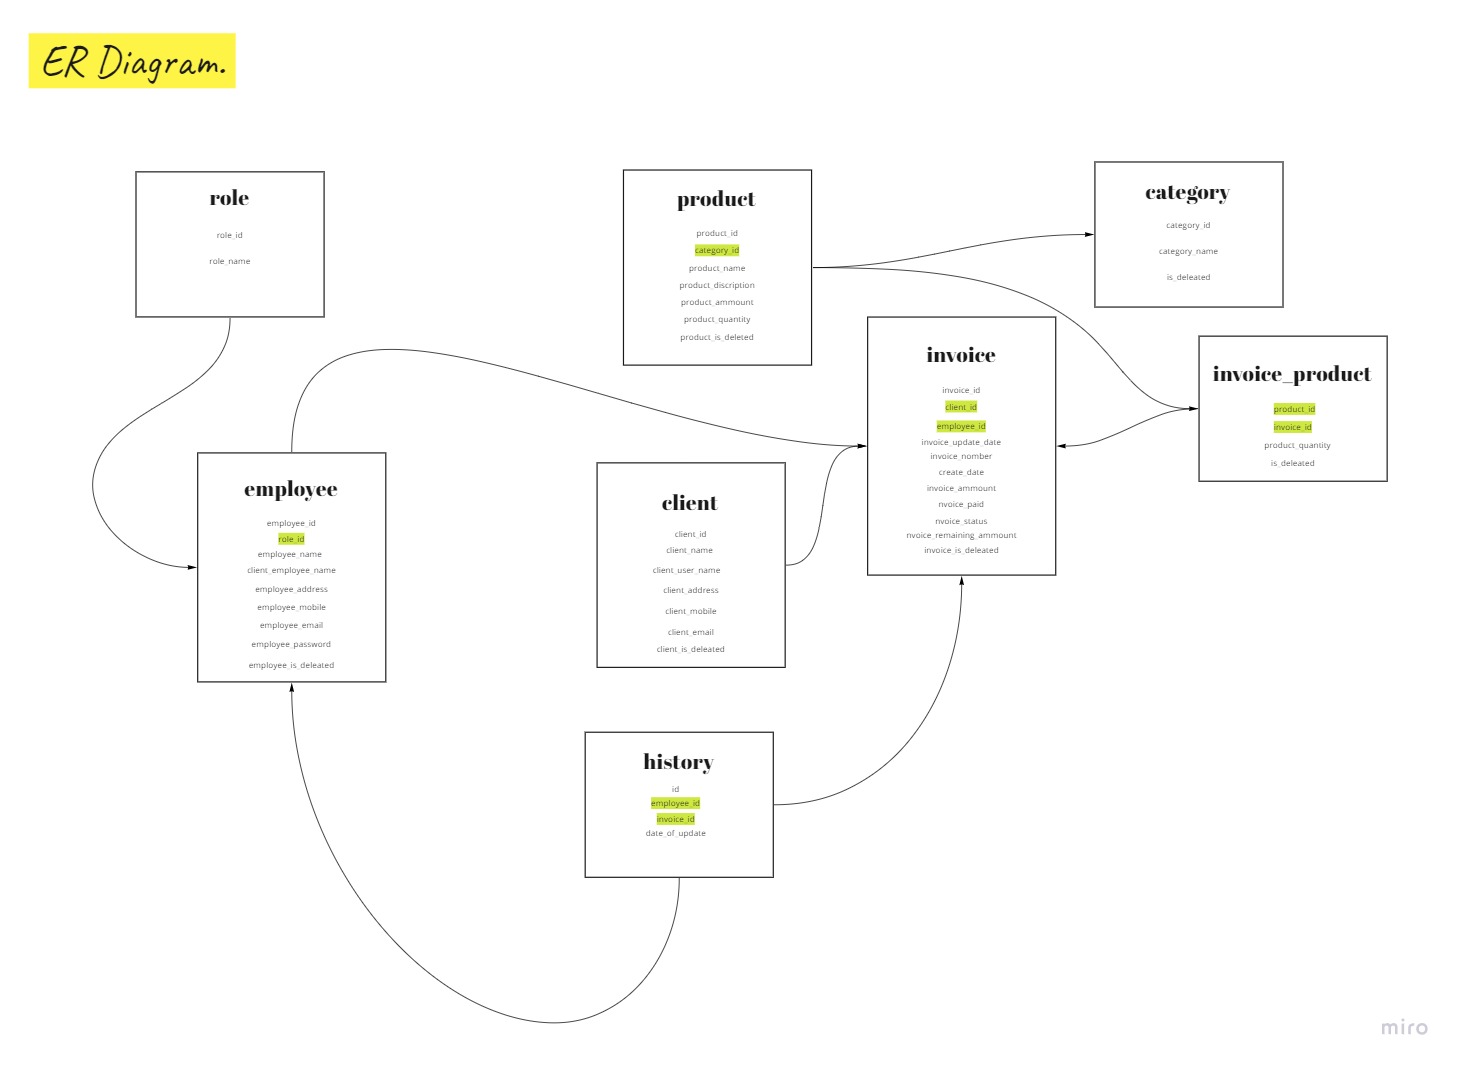 ER Diagram.
role
role_id
role_name
product
product_id
category_id
product_name
product_discription
product_ammount
product_quantity
product_is_deleted
category
category_id
category_name
is_deleated
invoice
invoice_id
client_id
employee_id
invoice_update_date
invoice_nomber
create_date
invoice_ammount
nvoice_paid
nvoice_status
nvoice_remaining_ammount
invoice_is_deleated
invoice_product
product_id
invoice_id
product_quantity
is_deleated
employee
employee_id
role_id
employee_name
client_employee_name
employee_address
employee_mobile
employee_email
employee_password
employee_is_deleated
client
client_id
client_name
client_user_name
client_address
client_mobile
client_email
client_is_deleated
history
id
employee_id
invoice_id
date_of_update
miro